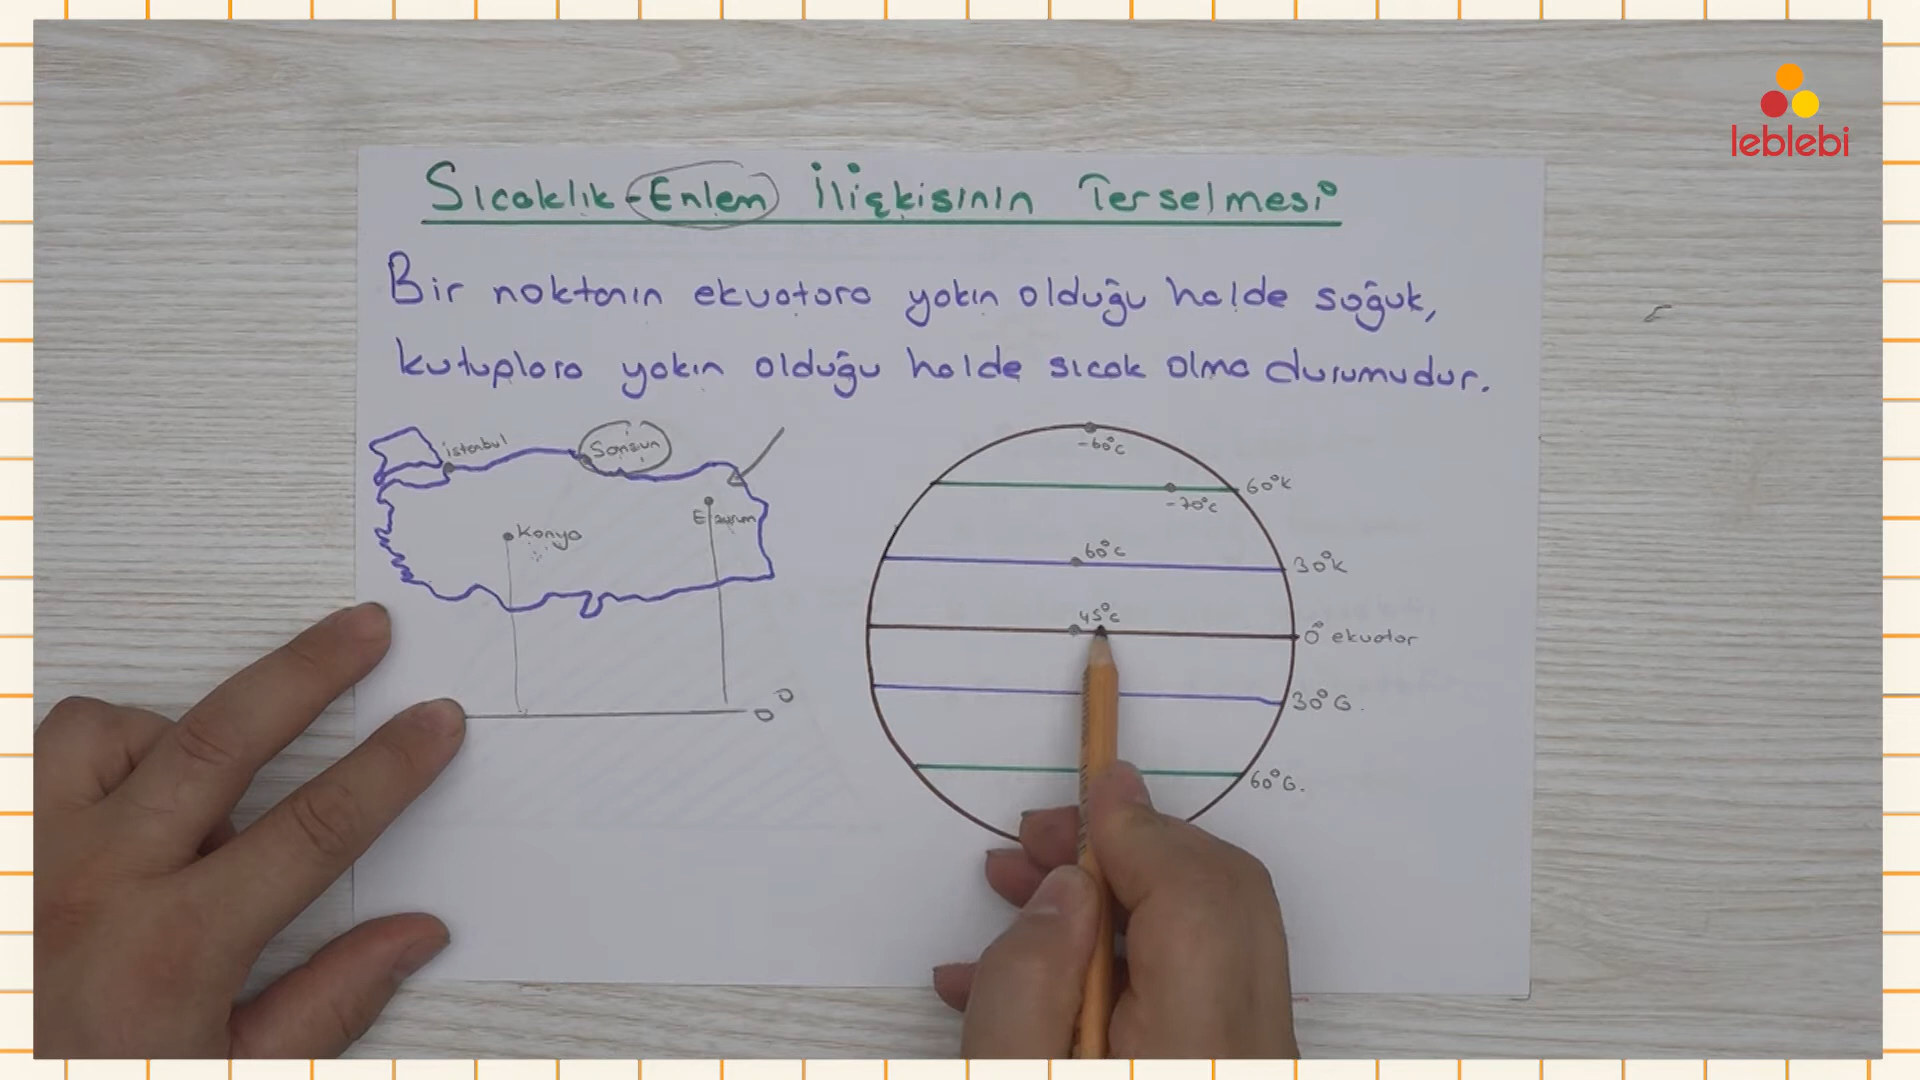 leblebi
Sıcaklık-Enlem İlişkisinin Terselmesi
Bir noktanın ekvatora yakın olduğu halde soğuk,
kutuplara yakın olduğu halde sıcak olma durumudur.
İstanbul
Samsun
Konya
Erzurum
0°
-60°C
60°K
-70°C
60°C
30°K
45°C
0° ekvator
30°G.
60°G.